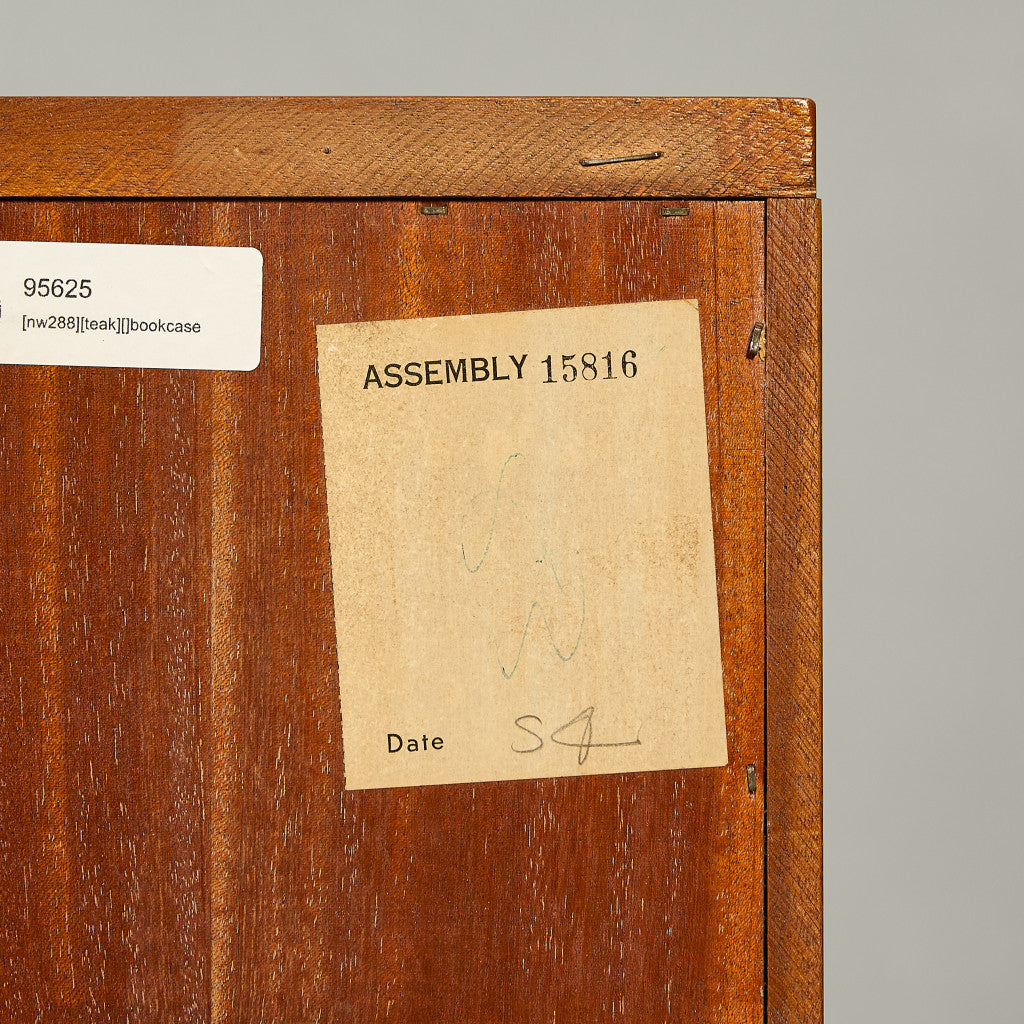 95625
[nw288][teak][]bookcase
ASSEMBLY 15816
Date